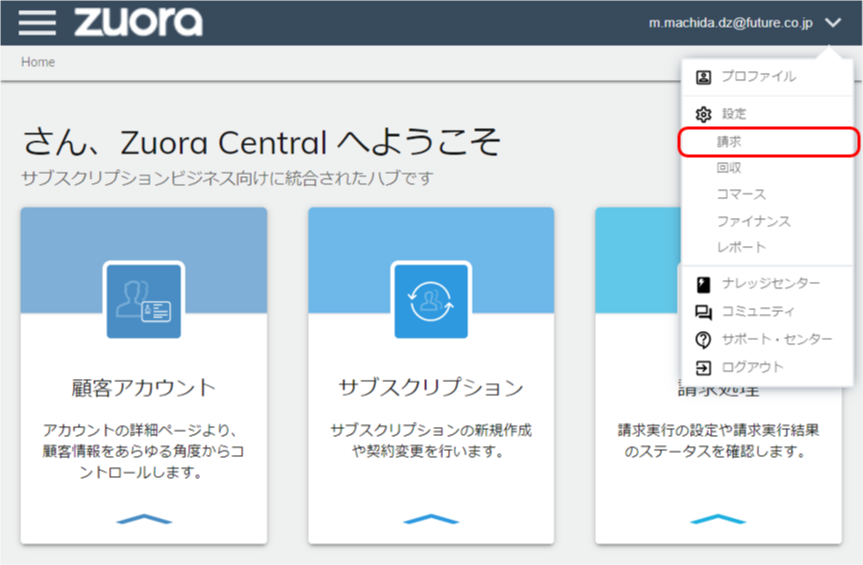 zuora
m.machida.dz@future.co.jp
Home
プロファイル
設定
請求
回収
コマース
ファイナンス
レポート
ナレッジセンター
コミュニティ
サポート・センター
ログアウト
さん、Zuora Central へようこそ
サブスクリプションビジネス向けに統合されたハブです
顧客アカウント
アカウントの詳細ページより、
顧客情報をあらゆる角度からコ
ントロールします。
サブスクリプション
サブスクリプションの新規作成
や契約変更を行います。
請求処理
請求実行の設定や請求実行結果
のステータスを確認します。